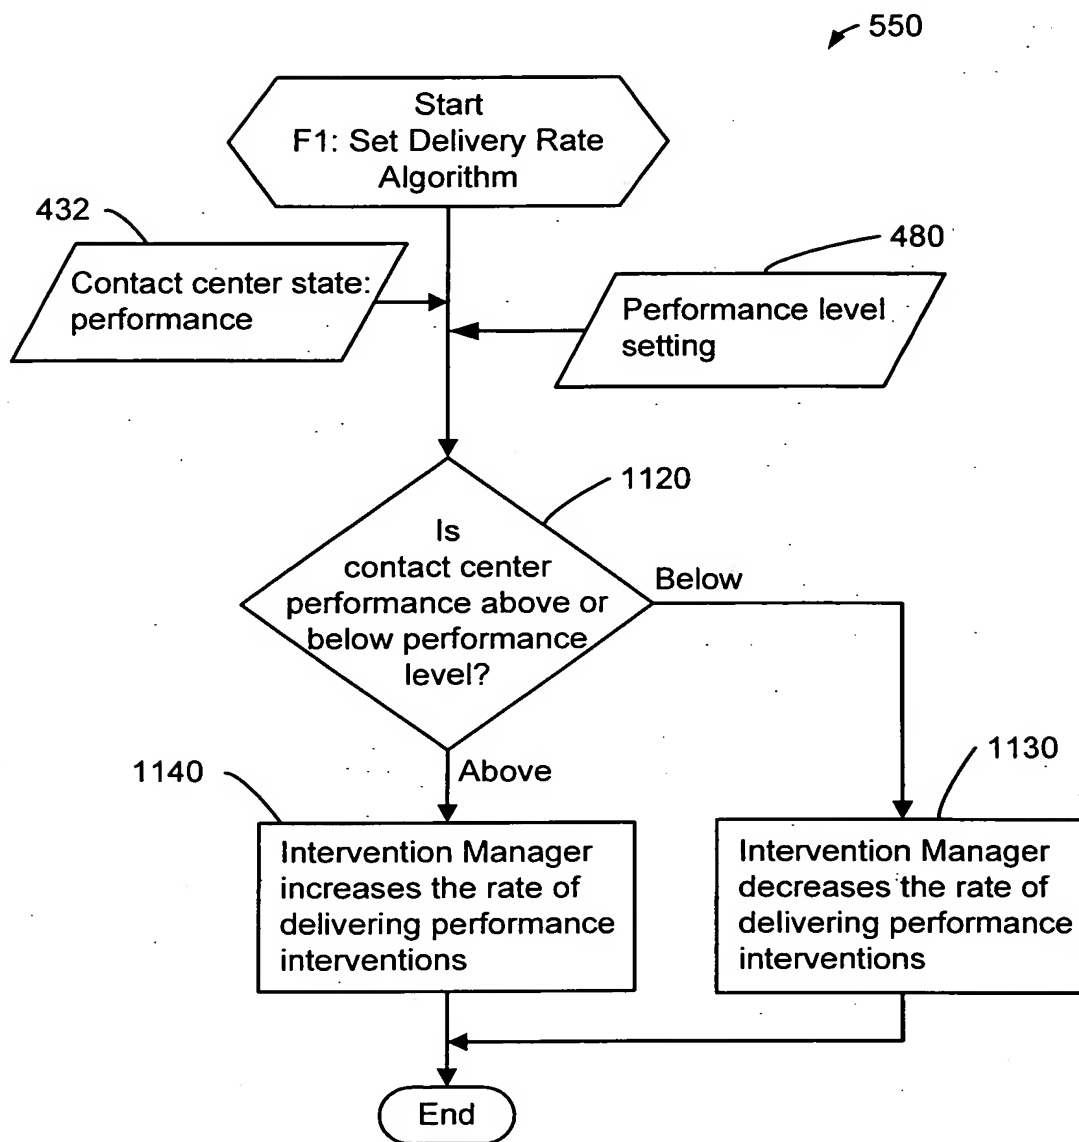 550
Start
F1: Set Delivery Rate
Algorithm
432
480
Contact center state:
performance
Performance level
setting
1120
Is
contact center
performance above or
below performance
level?
Below
Above
1140
1130
Intervention Manager
increases the rate of
delivering performance
interventions
Intervention Manager
decreases the rate of
delivering performance
interventions
End